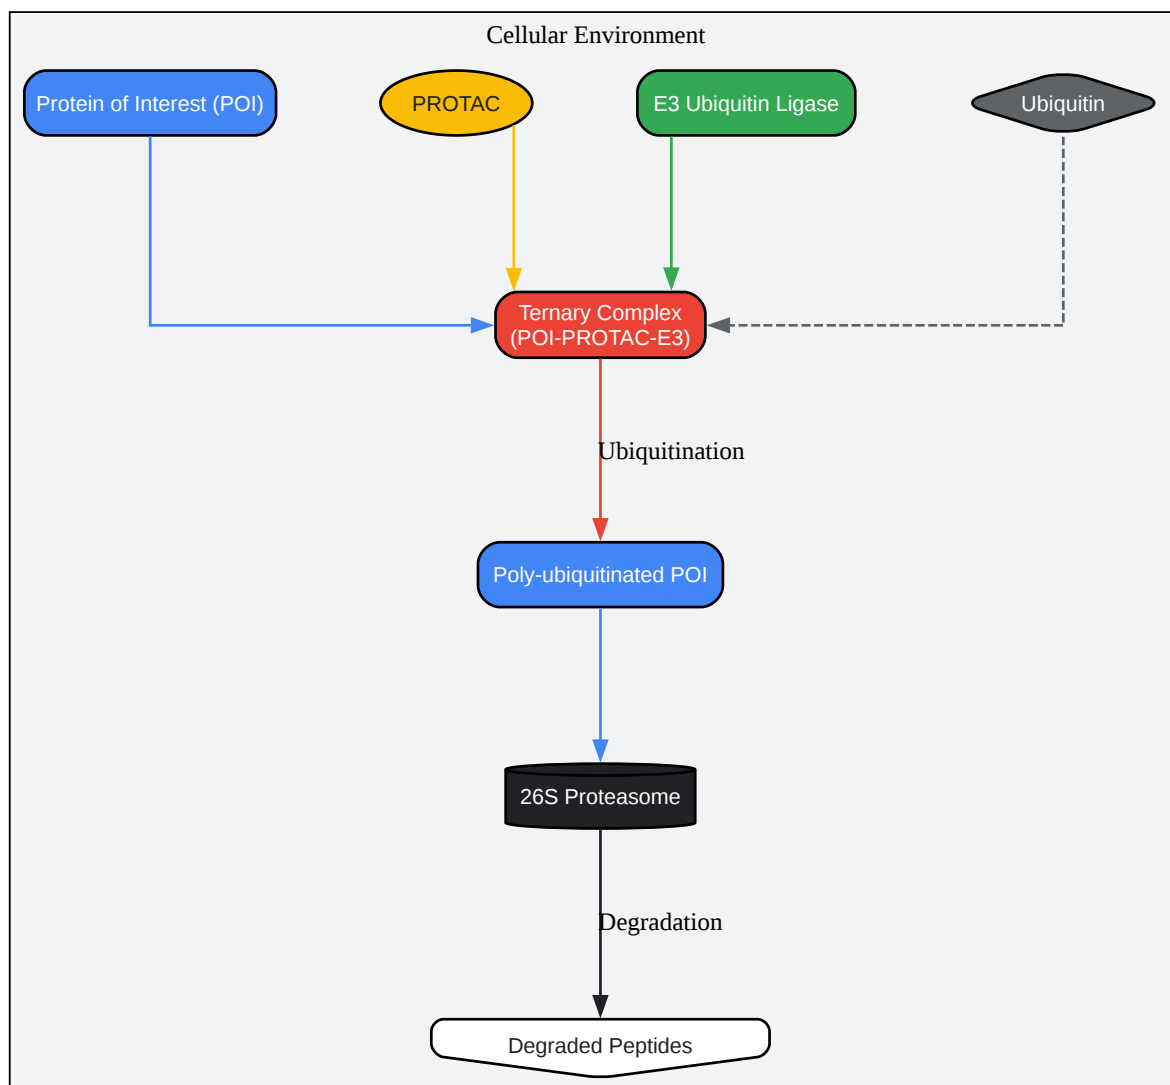 Cellular Environment
Protein of Interest (POI)
PROTAC
E3 Ubiquitin Ligase
Ubiquitin
Ternary Complex
(POI-PROTAC-E3)
Ubiquitination
Poly-ubiquitinated POI
26S Proteasome
Degradation
Degraded Peptides